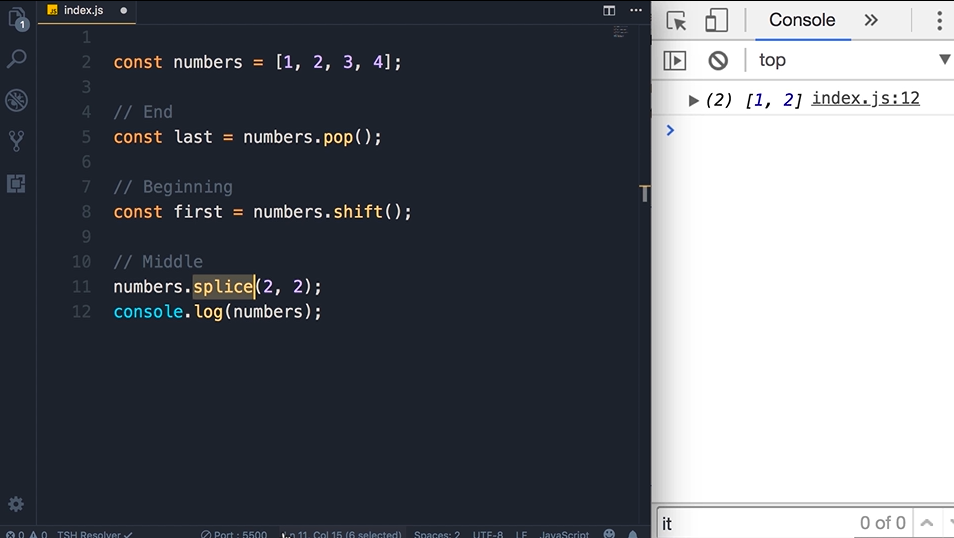 index.js
1
1
2 const numbers = [1, 2, 3, 4];
3
4 // End
5 const last = numbers.pop();
6
7 // Beginning
8 const first = numbers.shift();
9
10 // Middle
11 numbers.splice(2, 2);
12 console.log(numbers);
0 0 TSH Resolver Port : 5500 Ln 11, Col 15 (6 selected) Spaces: 2 UTF-8 LF JavaScript
Console
top
(2) [1, 2] index.js:12
it 0 of 0